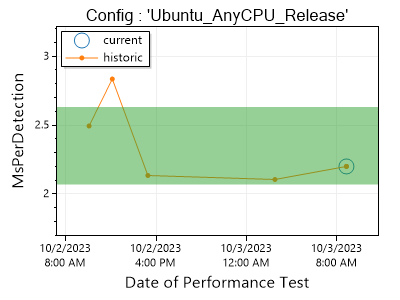 Config : 'Ubuntu_AnyCPU_Release'
current
historic
MsPerDetection
3
2.5
2
10/2/2023 10/2/2023 10/3/2023 10/3/2023
8:00 AM 4:00 PM 12:00 AM 8:00 AM
Date of Performance Test